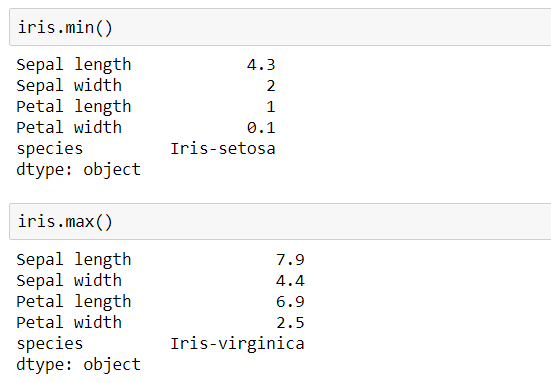 iris.min()
Sepal length 4.3
Sepal width 2
Petal length 1
Petal width 0.1
species Iris-setosa
dtype: object
iris.max()
Sepal length 7.9
Sepal width 4.4
Petal length 6.9
Petal width 2.5
species Iris-virginica
dtype: object